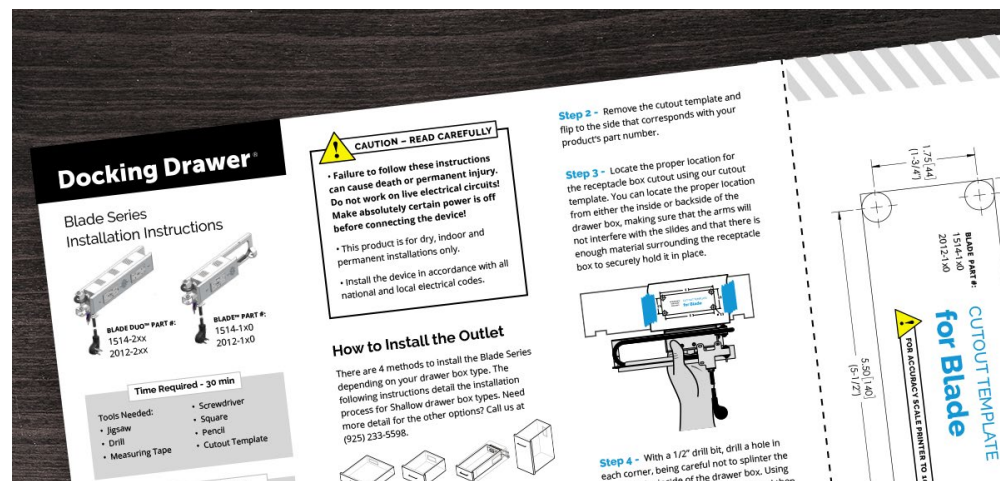 Docking Drawer®
Blade Series
Installation Instructions
BLADE DUO™ PART #:
1514-2xx
2012-2xx
BLADE™ PART #:
1514-1x0
2012-1x0
Time Required - 30 min
Tools Needed:
• Jigsaw
• Drill
• Measuring Tape
• Screwdriver
• Square
• Pencil
• Cutout Template
CAUTION – READ CAREFULLY
• Failure to follow these instructions
can cause death or permanent injury.
Do not work on live electrical circuits!
Make absolutely certain power is off
before connecting the device!
• This product is for dry, indoor and
permanent installations only.
• Install the device in accordance with all
national and local electrical codes.
How to Install the Outlet
There are 4 methods to install the Blade Series
depending on your drawer box type. The
following instructions detail the installation
process for Shallow drawer box types. Need
more detail for the other options? Call us at
(925) 233-5598.
Step 2 - Remove the cutout template and
flip to the side that corresponds with your
product's part number.
Step 3 - Locate the proper location for
the receptacle box cutout using our cutout
template. You can locate the proper location
from either the inside or backside of the
drawer box, making sure that the arms will
not interfere with the slides and that there is
enough material surrounding the receptacle
box to securely hold it in place.
CUTOUT TEMPLATE
for Blade
Step 4 - With a 1/2" drill bit, drill a hole in
each corner, being careful not to splinter the
side of the drawer box. Using
1.75 [44]
(1-3/4")
BLADE PART #:
1514-1x0
2012-1x0
CUTOUT TEMPLATE
for Blade
FOR ACCURACY SCALE PRINTER TO
5.50 [140]
(5-1/2")